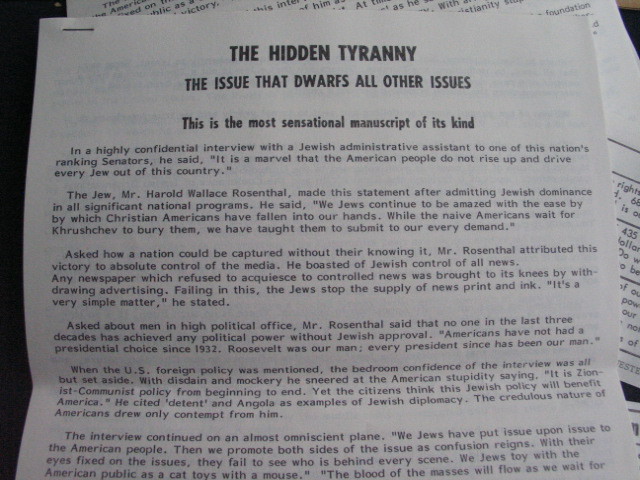 THE HIDDEN TYRANNY
THE ISSUE THAT DWARFS ALL OTHER ISSUES
This is the most sensational manuscript of its kind
In a highly confidential interview with a Jewish administrative assistant to one of this nation's
ranking Senators, he said, "It is a marvel that the American people do not rise up and drive
every Jew out of this country."
The Jew, Mr. Harold Wallace Rosenthal, made this statement after admitting Jewish dominance
in all significant national programs. He said, "We Jews continue to be amazed with the ease by
by which Christian Americans have fallen into our hands. While the naive Americans wait for
Khrushchev to bury them, we have taught them to submit to our every demand."
Asked how a nation could be captured without their knowing it, Mr. Rosenthal attributed this
victory to absolute control of the media. He boasted of Jewish control of all news.
Any newspaper which refused to acquiesce to controlled news was brought to its knees by with-
drawing advertising. Failing in this, the Jews stop the supply of news print and ink. "It's a
very simple matter," he stated.
Asked about men in high political office, Mr. Rosenthal said that no one in the last three
decades has achieved any political power without Jewish approval. "Americans have not had a
presidential choice since 1932. Roosevelt was our man; every president since has been our man."
When the U.S. foreign policy was mentioned, the bedroom confidence of the interview was all
but set aside. With disdain and mockery he sneered at the American stupidity saying, "It is Zion-
ist-Communist policy from beginning to end. Yet the citizens think this Jewish policy will benefit
America." He cited 'detent' and Angola as examples of Jewish diplomacy. The credulous nature of
Americans drew only contempt from him.
The interview continued on an almost omniscient plane. "We Jews have put issue upon issue to
the American people. Then we promote both sides of the issue as confusion reigns. With their
eyes fixed on the issues, they fail to see who is behind every scene. We Jews toy with the
American public as a cat toys with a mouse." "The blood of the masses will flow as we wait for